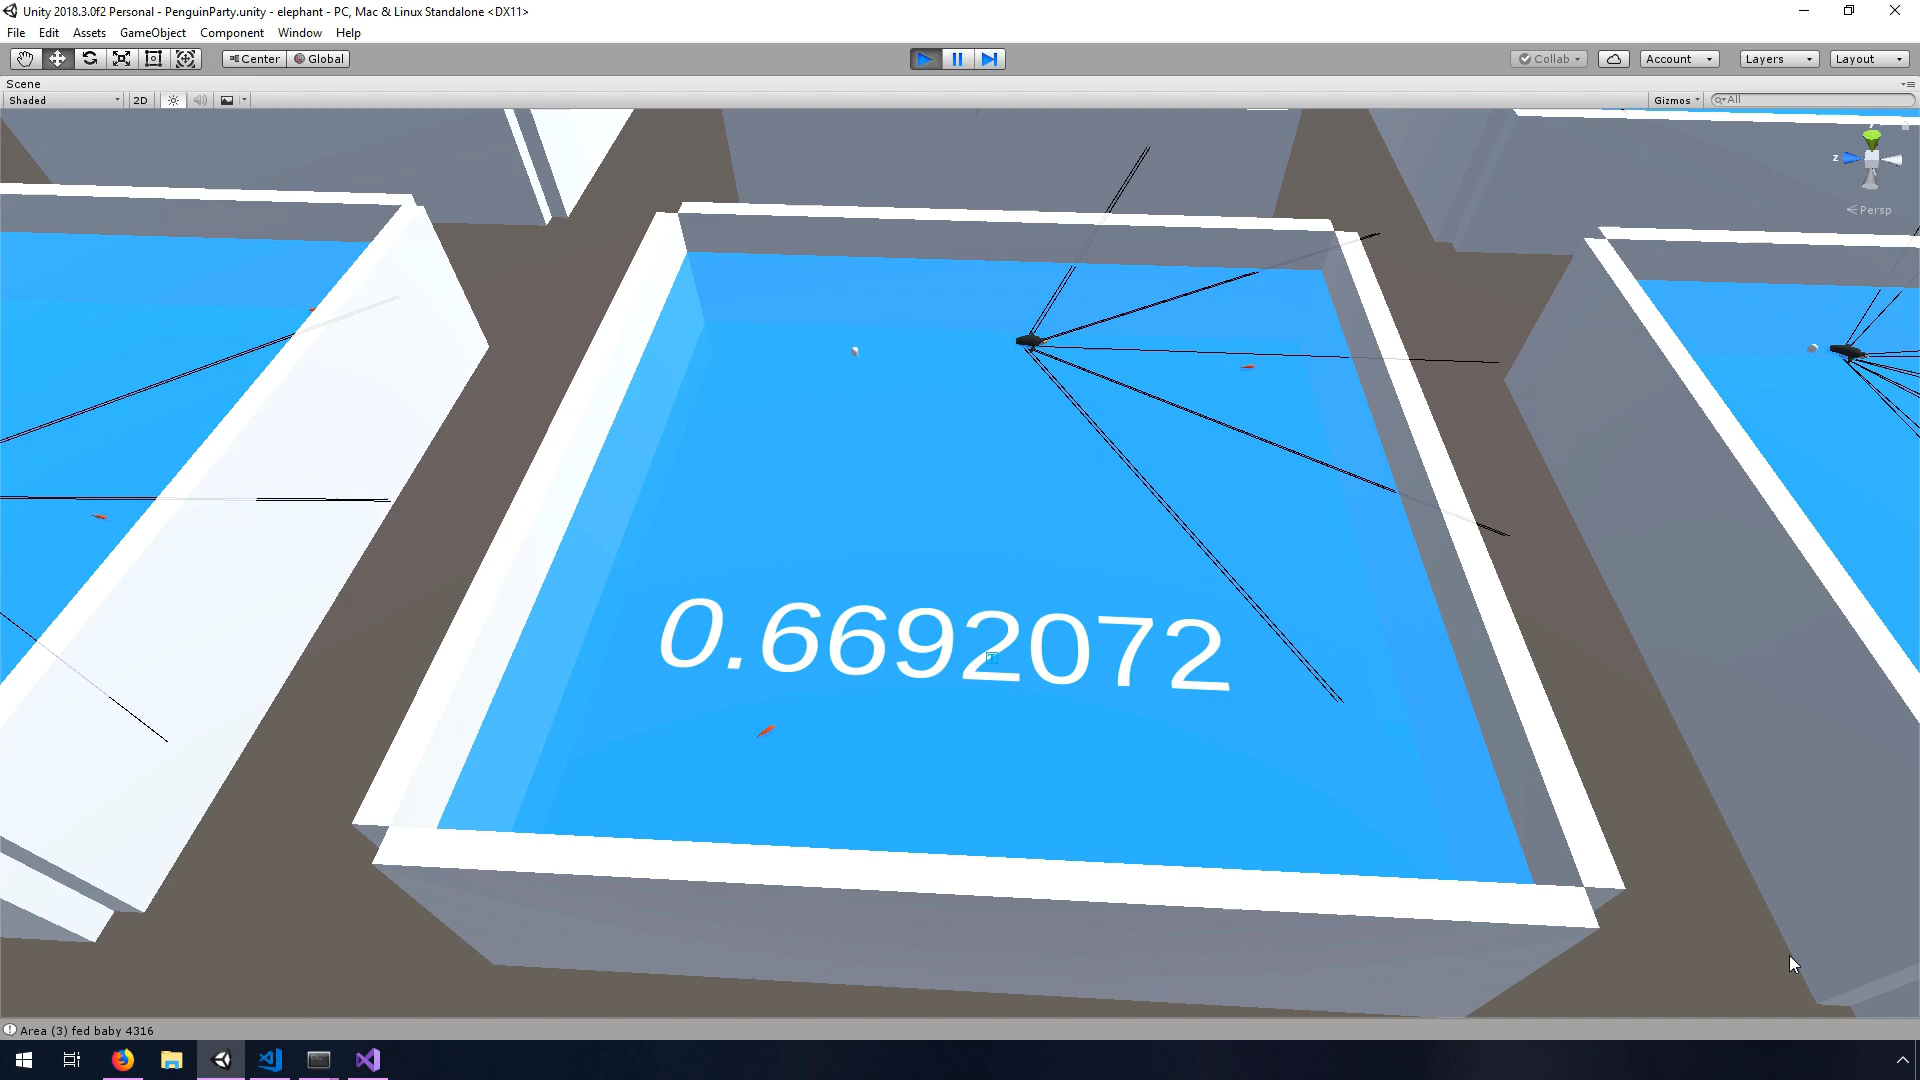 Unity 2018.3.0f2 Personal - PenguinParty.unity - elephant - PC, Mac & Linux Standalone <DX11>
File Edit Assets GameObject Component Window Help
Center Global Collab Account Layers Layout
Scene
Shaded 2D Gizmos All
z
Persp
0.6692072
Area (3) fed baby 4316